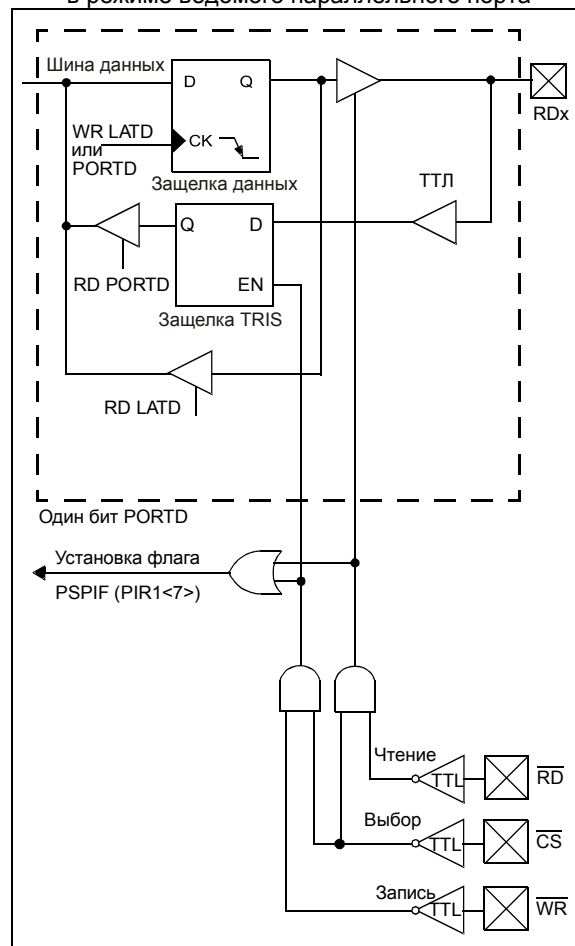 в режиме ведомого параллельного порта
Шина данных
D Q
RDx
WR LATD
или
PORTD
CK
Защелка данных
ТТЛ
Q D
RD PORTD
EN
Защелка TRIS
RD LATD
Один бит PORTD
Установка флага
PSPIF (PIR1<7>)
Чтение
TTL
RD
Выбор
TTL
CS
Запись
TTL
WR